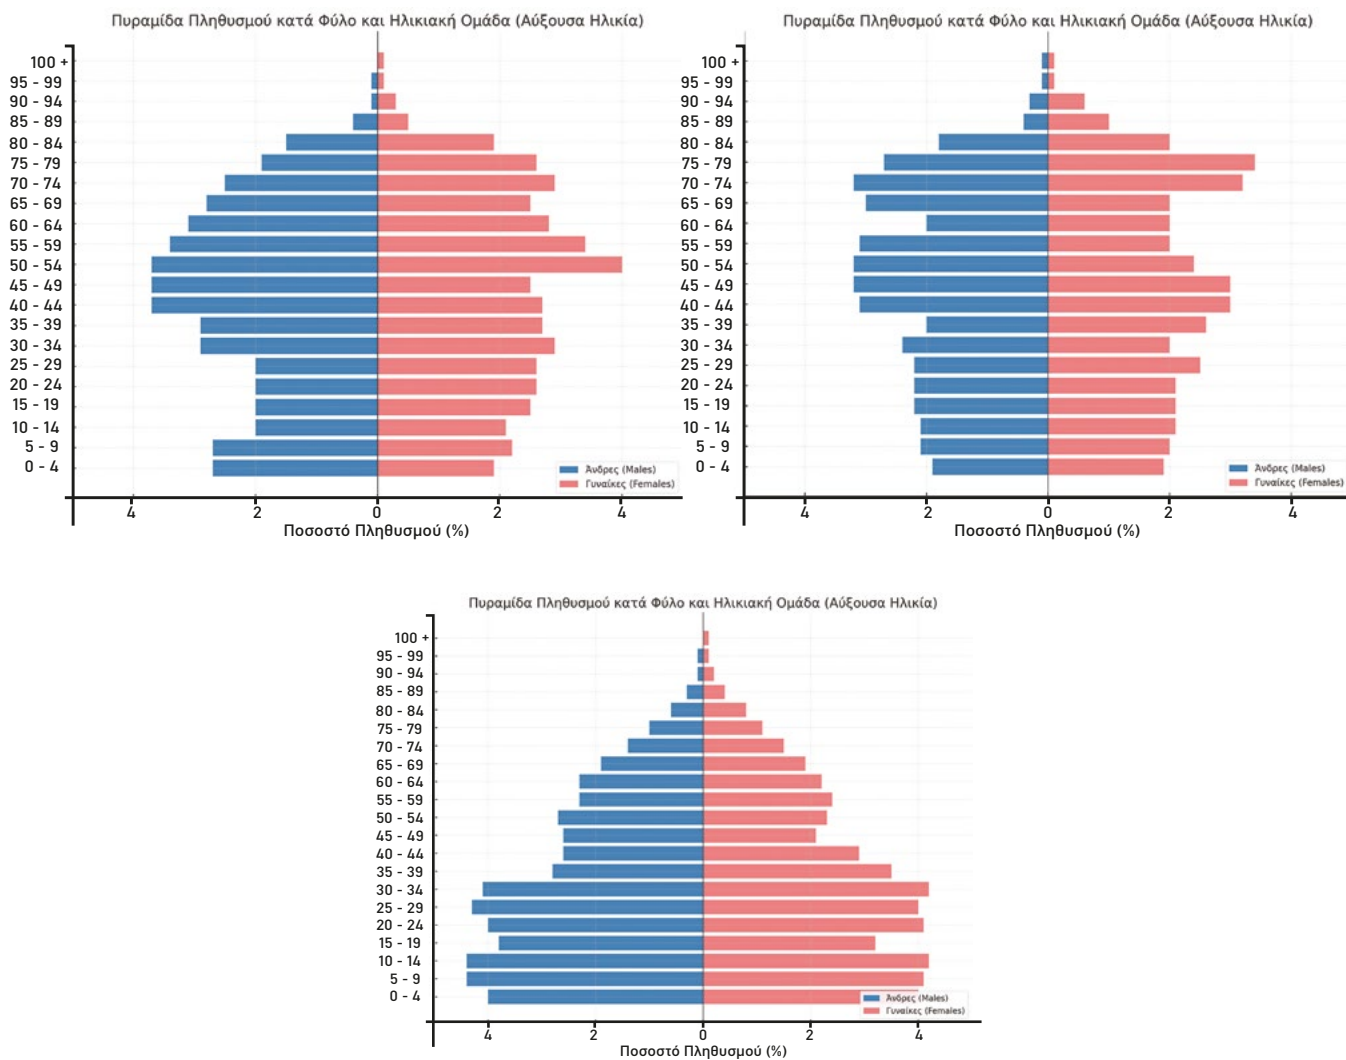 Πυραμίδα Πληθυσμού κατά Φύλο και Ηλικιακή Ομάδα (Αύξουσα Ηλικία)
100 +
95 - 99
90 - 94
85 - 89
80 - 84
75 - 79
70 - 74
65 - 69
60 - 64
55 - 59
50 - 54
45 - 49
40 - 44
35 - 39
30 - 34
25 - 29
20 - 24
15 - 19
10 - 14
5 - 9
0 - 4
Άνδρες (Males)
Γυναίκες (Females)
4 2 0 2 4
Ποσοστό Πληθυσμού (%)
Πυραμίδα Πληθυσμού κατά Φύλο και Ηλικιακή Ομάδα (Αύξουσα Ηλικία)
100 +
95 - 99
90 - 94
85 - 89
80 - 84
75 - 79
70 - 74
65 - 69
60 - 64
55 - 59
50 - 54
45 - 49
40 - 44
35 - 39
30 - 34
25 - 29
20 - 24
15 - 19
10 - 14
5 - 9
0 - 4
Άνδρες (Males)
Γυναίκες (Females)
4 2 0 2 4
Ποσοστό Πληθυσμού (%)
Πυραμίδα Πληθυσμού κατά Φύλο και Ηλικιακή Ομάδα (Αύξουσα Ηλικία)
100 +
95 - 99
90 - 94
85 - 89
80 - 84
75 - 79
70 - 74
65 - 69
60 - 64
55 - 59
50 - 54
45 - 49
40 - 44
35 - 39
30 - 34
25 - 29
20 - 24
15 - 19
10 - 14
5 - 9
0 - 4
Άνδρες (Males)
Γυναίκες (Females)
4 2 0 2 4
Ποσοστό Πληθυσμού (%)